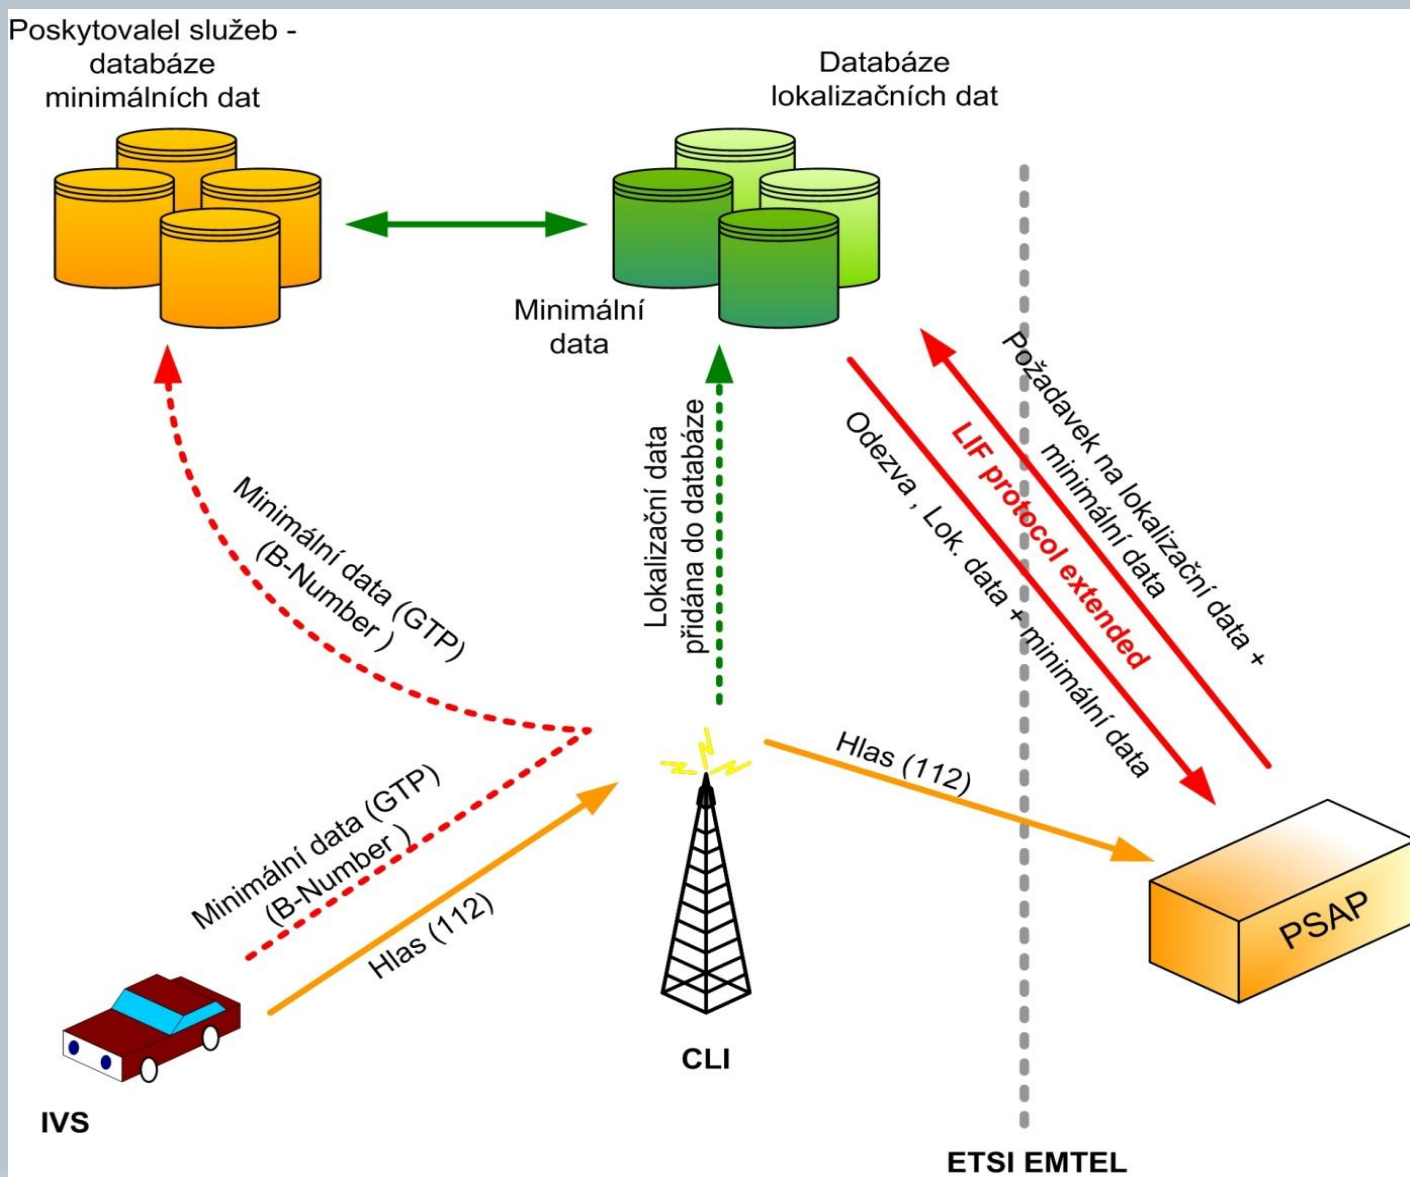 Poskytovalel služeb -
databáze
minimálních dat
Databáze
lokalizačních dat
Minimální
data
Lokalizační data
přidána do databáze
Minimální data (GTP)
(B-Number )
Požadavek na lokalizační data +
minimální data
LIF protocol extended
Odezva , Lok. data + minimální data
Minimální data (GTP)
(B-Number )
Hlas (112)
Hlas (112)
PSAP
CLI
IVS
ETSI EMTEL